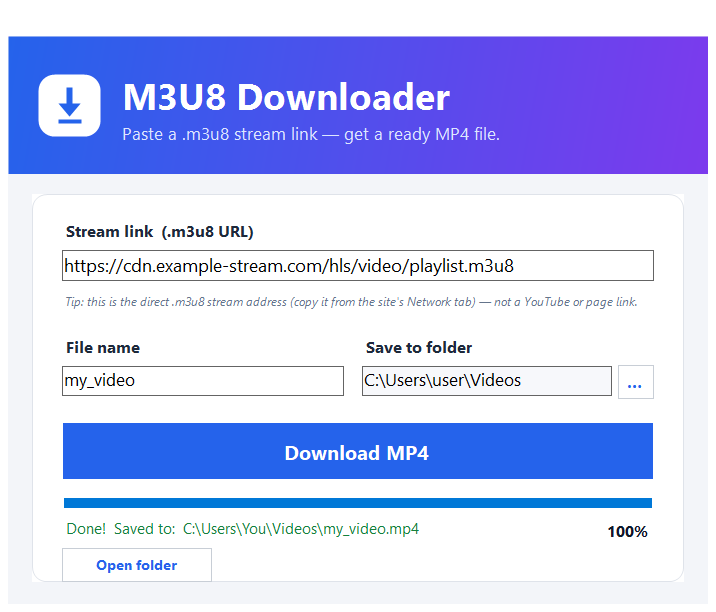 M3U8 Downloader
Paste a .m3u8 stream link — get a ready MP4 file.
Stream link (.m3u8 URL)
https://cdn.example-stream.com/hls/video/playlist.m3u8
Tip: this is the direct .m3u8 stream address (copy it from the site's Network tab) — not a YouTube or page link.
File name
Save to folder
my_video
C:\Users\user\Videos
...
Download MP4
Done! Saved to: C:\Users\You\Videos\my_video.mp4
100%
Open folder